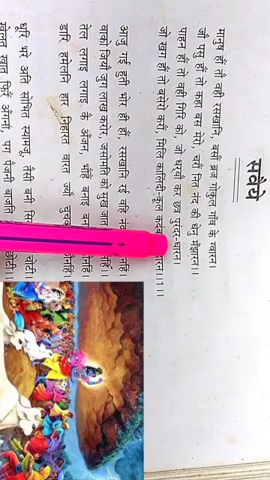 सवैये
मानुष हौं तो वही रसखानि, बसौं ब्रज गोकुल गाँव के ग्वारन।
जौ पसु हौं तो कहा बस मेरो, चरौं नित नंद की धेनु मँझारन॥
पाहन हौं तो वही गिरि को, जो धर्‍यौ कर छत्र पुरंदर-धारन।
जो खग हौं तो बसेरो करौं, मिलि कालिंदी-कूल कदंब
आजु गई हुती भोर ही हौं, रसखानि रई वहि
वाको जियौ जुग लाख करोर, जसोमति को सुख जात
तेल लगाइ लगाइ कै अँजन, भौंहें बनाइ
डारि हमेलनि हार निहारत वारत ज्यौं
धूरि भरे अति सोभित स्यामजू, तैसी बनी सि चोटी।
खेलत खात फिरैं अँगना, पग पैंजनी बाजति